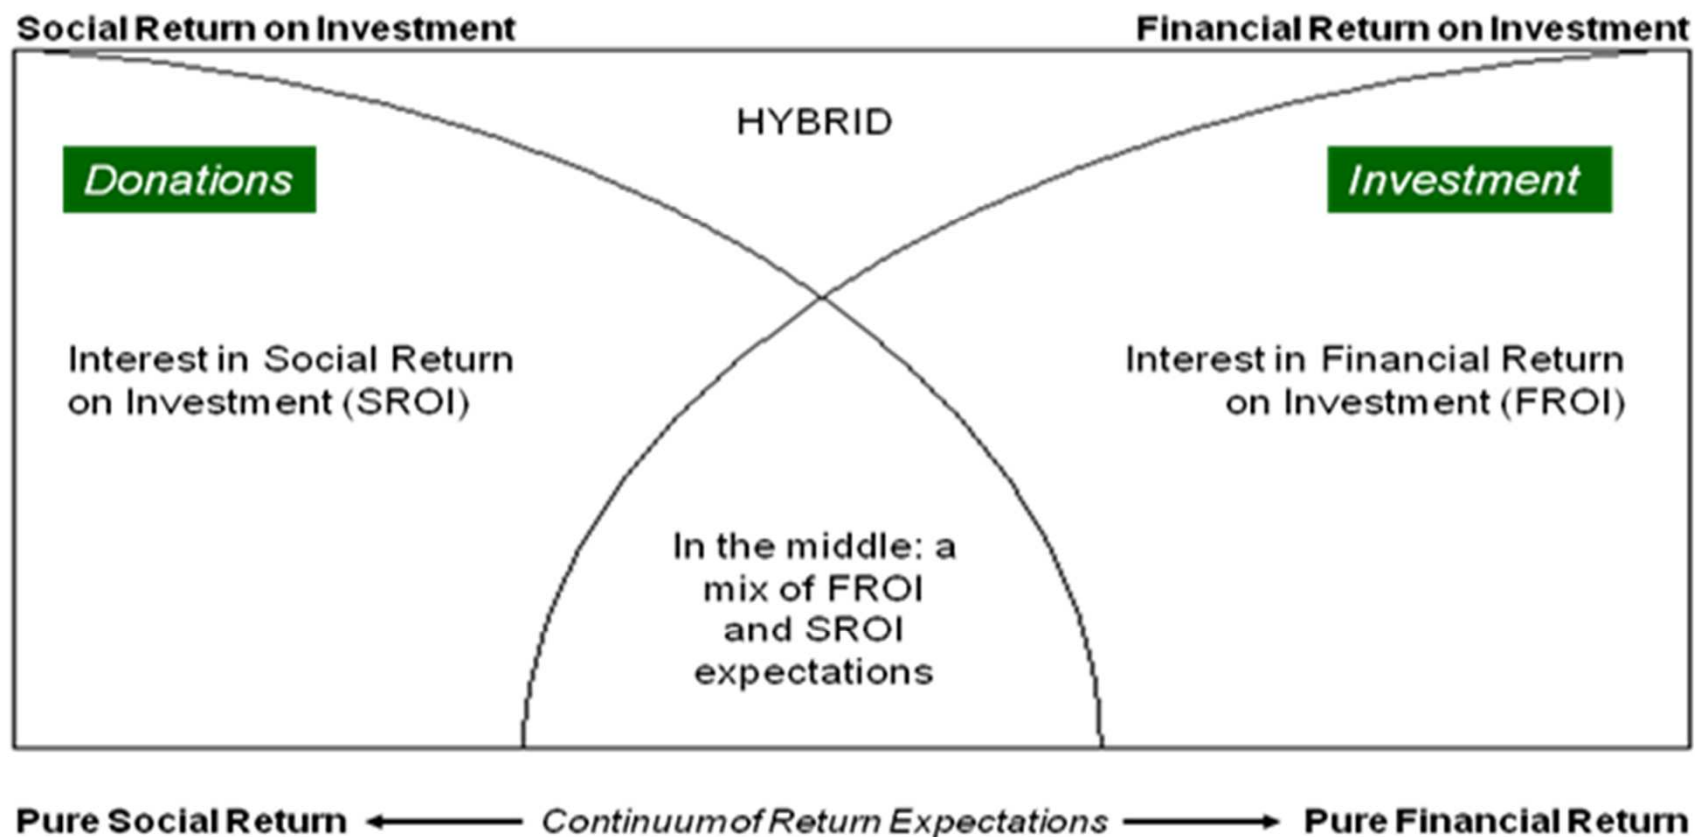 Social Return on Investment
Financial Return on Investment
HYBRID
Donations
Investment
Interest in Social Return
on Investment (SROI)
Interest in Financial Return
on Investment (FROI)
In the middle: a
mix of FROI
and SROI
expectations
Pure Social Return
Continuum of Return Expectations
Pure Financial Return